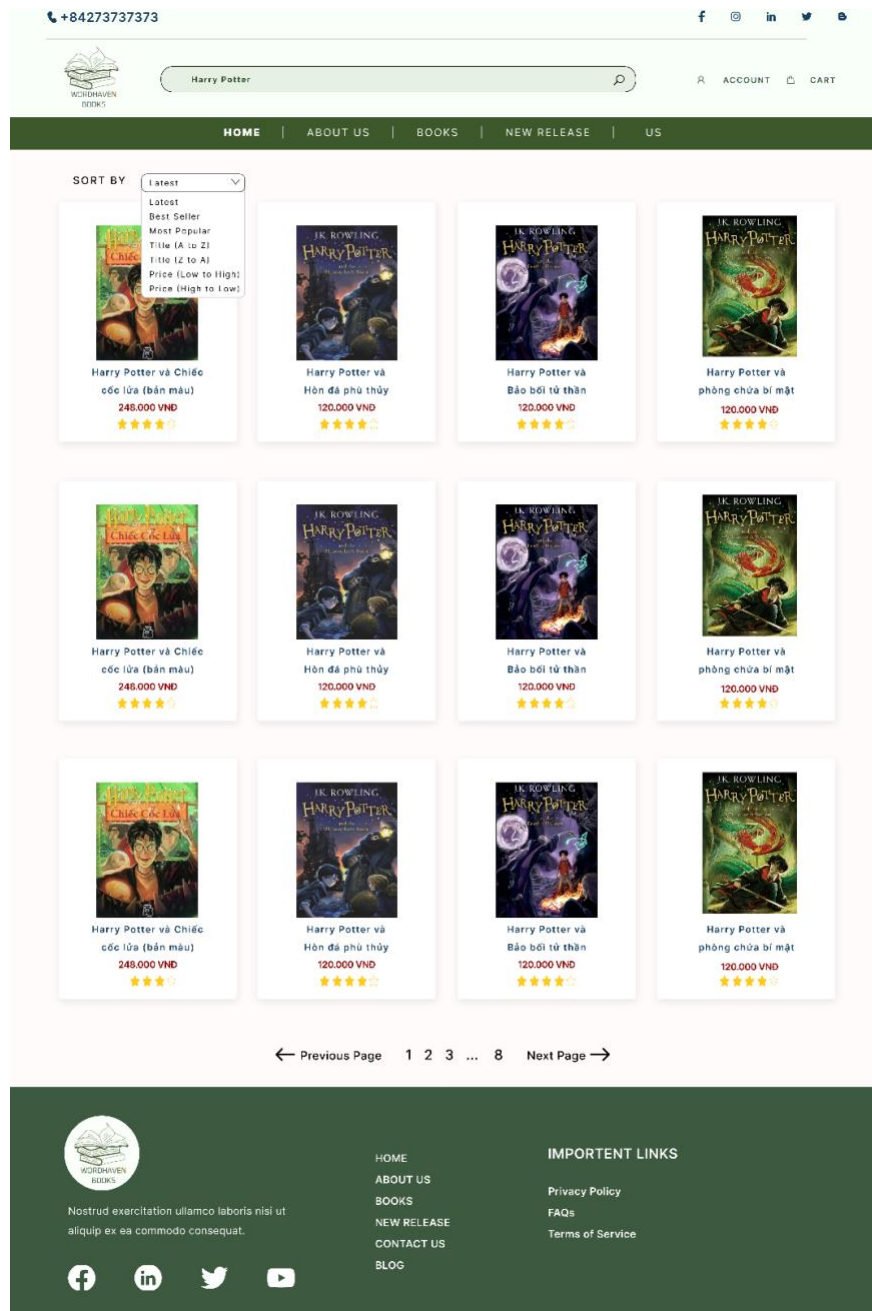 +84273737373
WORDHAVEN
BOOKS
Harry Potter
ACCOUNT
CART
HOME | ABOUT US | BOOKS | NEW RELEASE | US
SORT BY
Latest
Latest
Best Seller
Most Popular
Title (A to Z)
Title (Z to A)
Price (Low to High)
Price (High to Low)
Chiếc
J.K. ROWLING
HARRY POTTER
J.K. ROWLING
HARRY POTTER
J.K. ROWLING
HARRY POTTER
Harry Potter và Chiếc
cốc lửa (bản màu)
248.000 VNĐ
Harry Potter và
Hòn đá phù thủy
120.000 VNĐ
Harry Potter và
Bảo bối tử thần
120.000 VNĐ
Harry Potter và
phòng chứa bí mật
120.000 VNĐ
Harry Potter
Chiếc Cốc Lửa
J.K. ROWLING
HARRY POTTER
J.K. ROWLING
HARRY POTTER
J.K. ROWLING
HARRY POTTER
Harry Potter và Chiếc
cốc lửa (bản màu)
248.000 VNĐ
Harry Potter và
Hòn đá phù thủy
120.000 VNĐ
Harry Potter và
Bảo bối tử thần
120.000 VNĐ
Harry Potter và
phòng chứa bí mật
120.000 VNĐ
Harry Potter
Chiếc Cốc Lửa
J.K. ROWLING
HARRY POTTER
J.K. ROWLING
HARRY POTTER
J.K. ROWLING
HARRY POTTER
Harry Potter và Chiếc
cốc lửa (bản màu)
248.000 VNĐ
Harry Potter và
Hòn đá phù thủy
120.000 VNĐ
Harry Potter và
Bảo bối tử thần
120.000 VNĐ
Harry Potter và
phòng chứa bí mật
120.000 VNĐ
← Previous Page 1 2 3 ... 8 Next Page →
WORDHAVEN
BOOKS
Nostrud exercitation ullamco laboris nisi ut
aliquip ex ea commodo consequat.
HOME
ABOUT US
BOOKS
NEW RELEASE
CONTACT US
BLOG
IMPORTENT LINKS
Privacy Policy
FAQs
Terms of Service